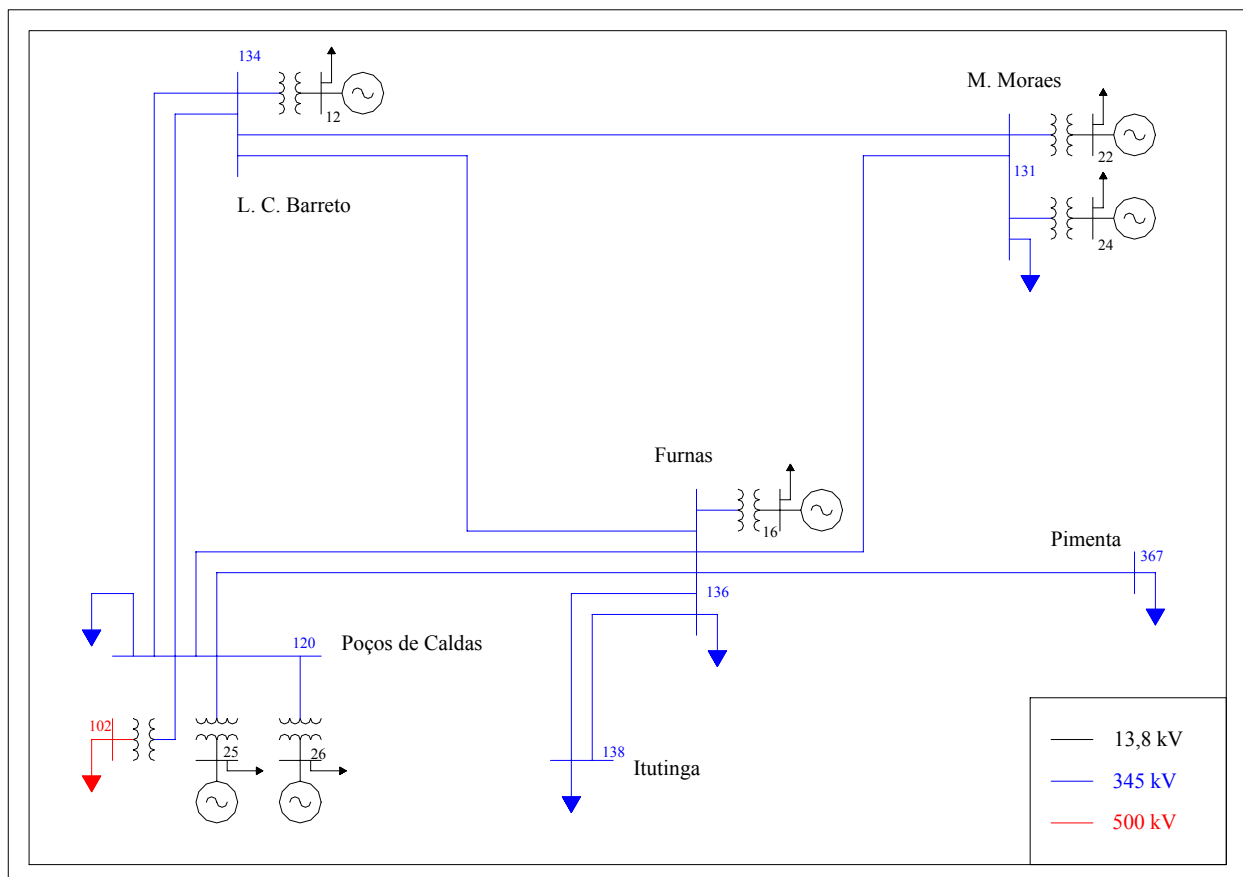 134
12
L. C. Barreto
M. Moraes
22
131
24
Furnas
16
136
Pimenta
367
120
Poços de Caldas
102
25
26
138
Itutinga
13,8 kV
345 kV
500 kV